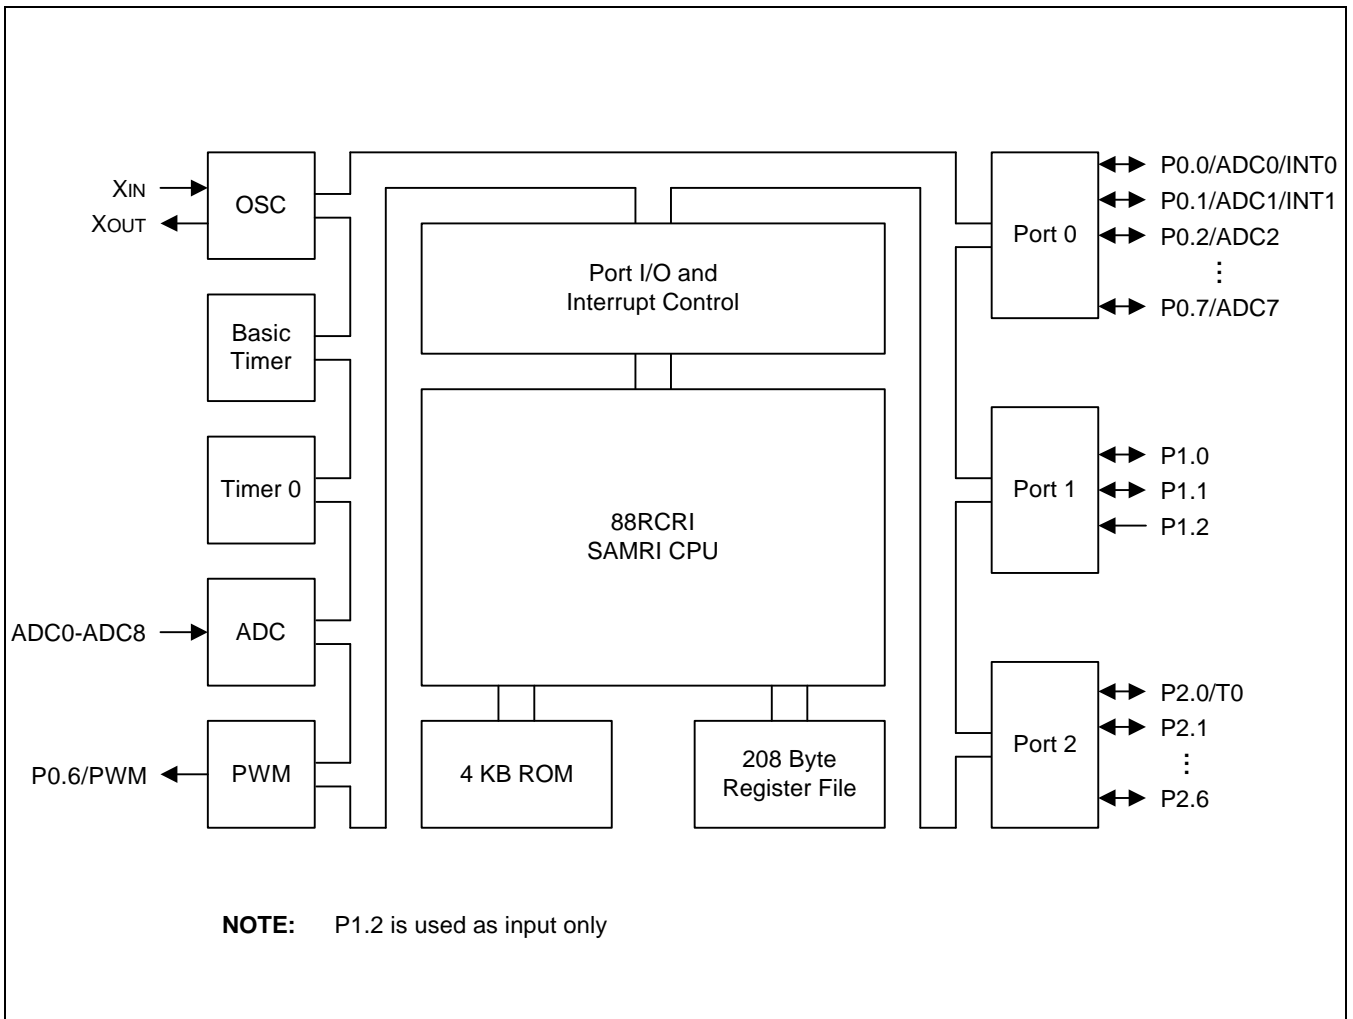 XIN
XOUT
OSC
Basic
Timer
Timer 0
ADC0-ADC8
ADC
P0.6/PWM
PWM
Port I/O and
Interrupt Control
88RCRI
SAMRI CPU
4 KB ROM
208 Byte
Register File
Port 0
P0.0/ADC0/INT0
P0.1/ADC1/INT1
P0.2/ADC2
⋮
P0.7/ADC7
Port 1
P1.0
P1.1
P1.2
Port 2
P2.0/T0
P2.1
⋮
P2.6
NOTE: P1.2 is used as input only